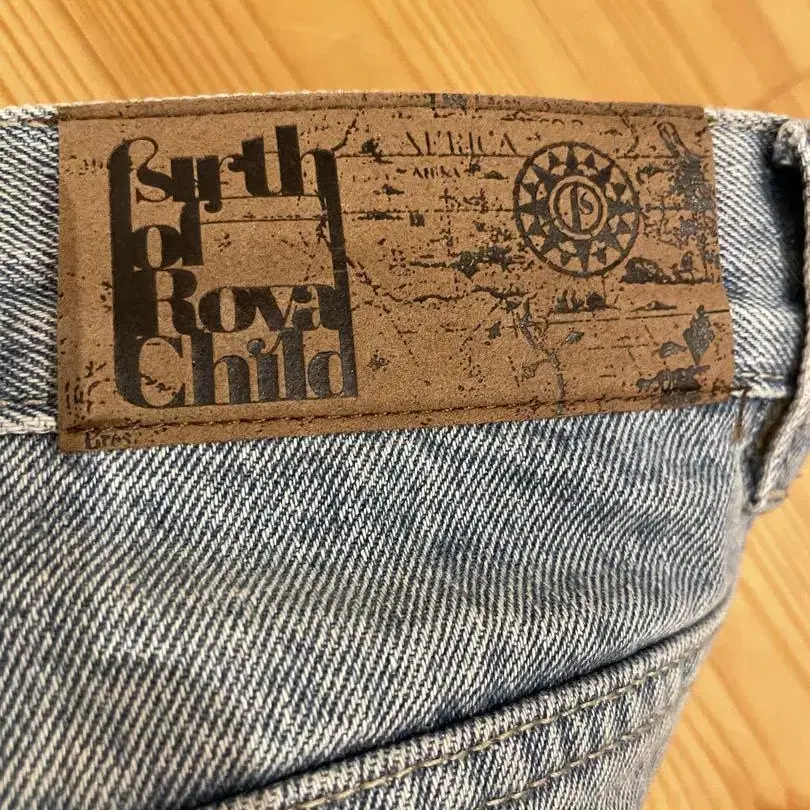 Birth
of
Royal
Child
AFRICA